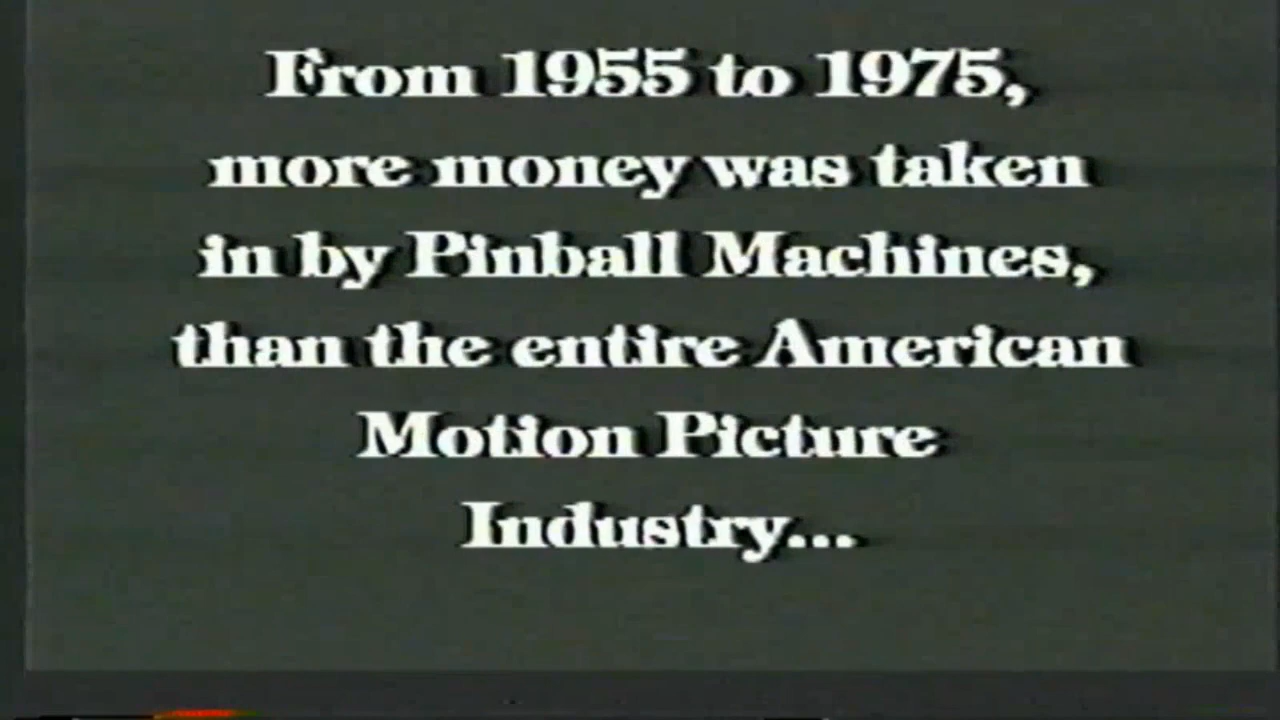 From 1955 to 1975,
more money was taken
in by Pinball Machines,
than the entire American
Motion Picture
Industry...